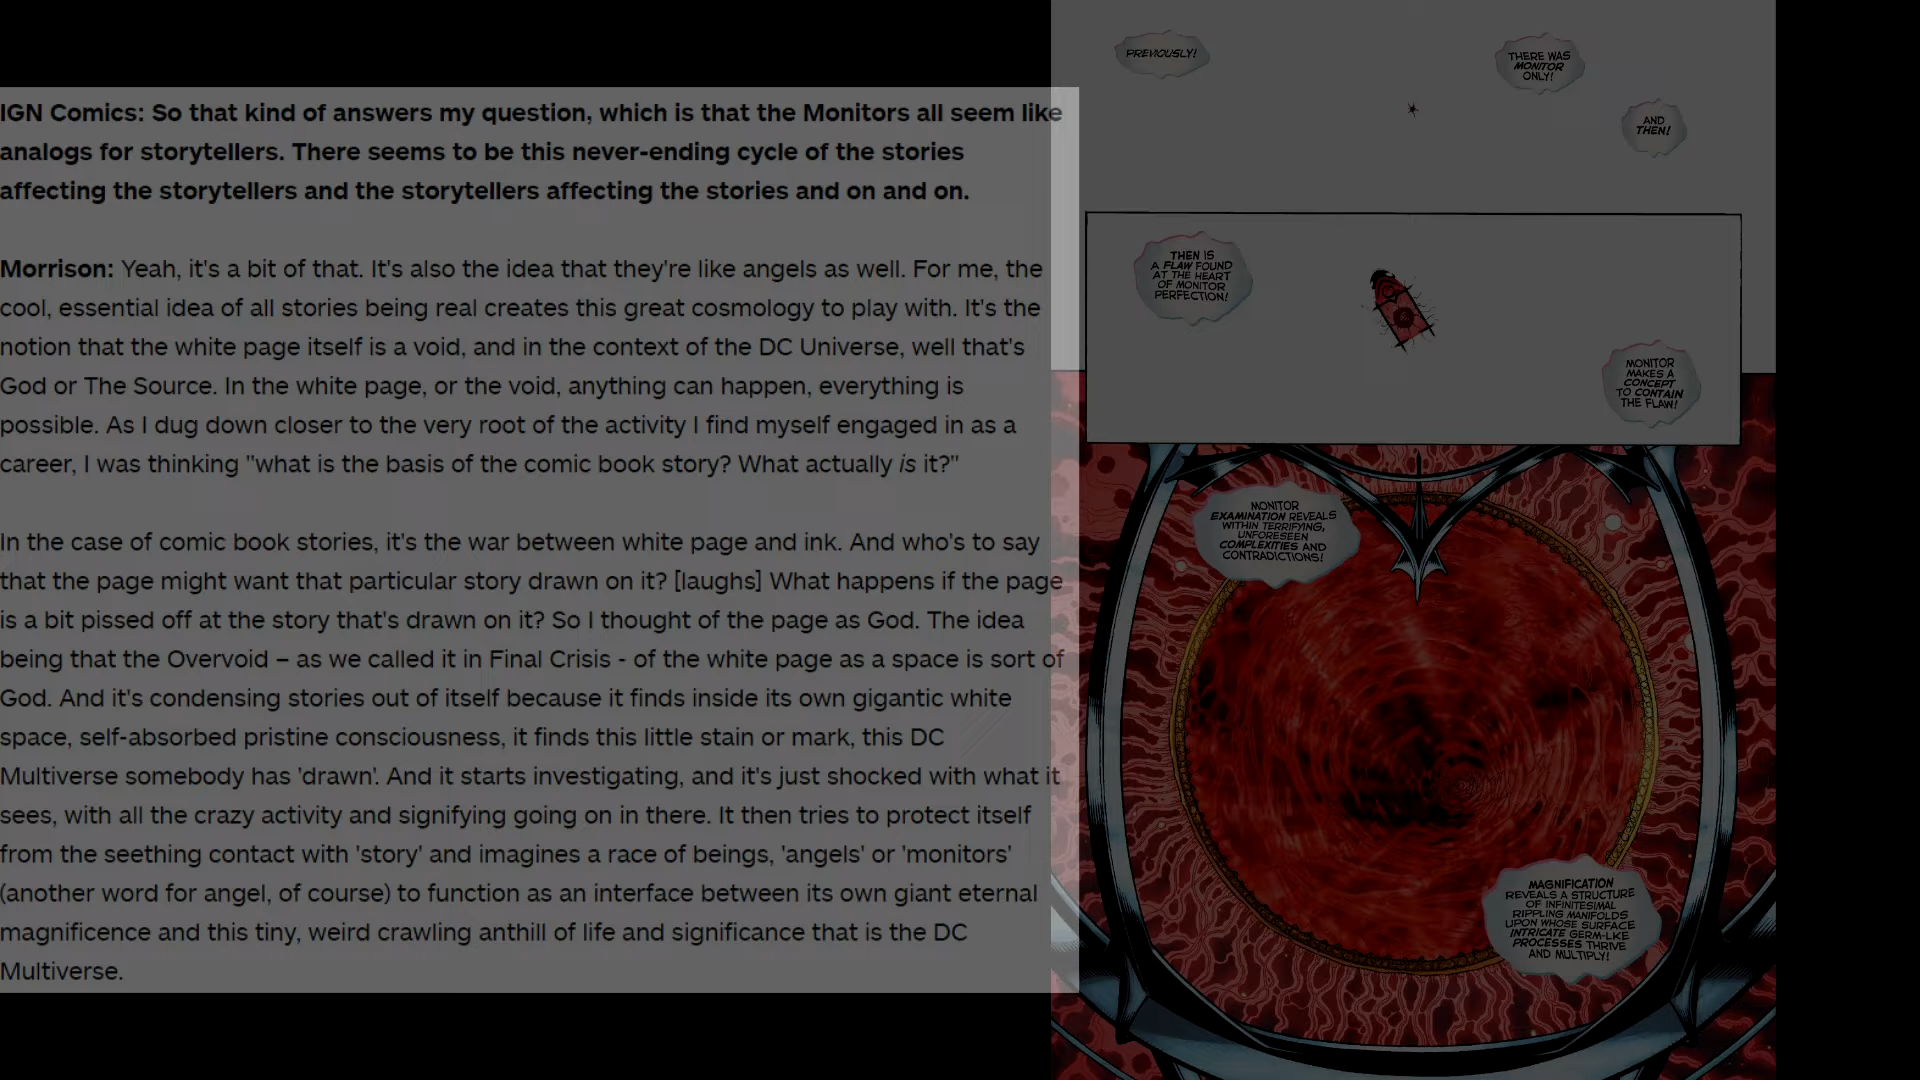 IGN Comics: So that kind of answers my question, which is that the Monitors all seem like
analogs for storytellers. There seems to be this never-ending cycle of the stories
affecting the storytellers and the storytellers affecting the stories and on and on.
Morrison: Yeah, it's a bit of that. It's also the idea that they're like angels as well. For me, the
cool, essential idea of all stories being real creates this great cosmology to play with. It's the
notion that the white page itself is a void, and in the context of the DC Universe, well that's
God or The Source. In the white page, or the void, anything can happen, everything is
possible. As I dug down closer to the very root of the activity I find myself engaged in as a
career, I was thinking "what is the basis of the comic book story? What actually is it?"
In the case of comic book stories, it's the war between white page and ink. And who's to say
that the page might want that particular story drawn on it? [laughs] What happens if the page
is a bit pissed off at the story that's drawn on it? So I thought of the page as God. The idea
being that the Overvoid – as we called it in Final Crisis - of the white page as a space is sort of
God. And it's condensing stories out of itself because it finds inside its own gigantic white
space, self-absorbed pristine consciousness, it finds this little stain or mark, this DC
Multiverse somebody has 'drawn'. And it starts investigating, and it's just shocked with what it
sees, with all the crazy activity and signifying going on in there. It then tries to protect itself
from the seething contact with 'story' and imagines a race of beings, 'angels' or 'monitors'
(another word for angel, of course) to function as an interface between its own giant eternal
magnificence and this tiny, weird crawling anthill of life and significance that is the DC
Multiverse.
PREVIOUSLY!
THERE WAS
MONITOR
ONLY!
AND
THEN!
THEN IS
A FLAW FOUND
AT THE HEART
OF MONITOR
PERFECTION!
MONITOR
MAKES A
CONCEPT
TO CONTAIN
THE FLAW!
MONITOR
EXAMINATION REVEALS
WITHIN TERRIFYING,
UNFORESEEN
COMPLEXITIES AND
CONTRADICTIONS!
MAGNIFICATION
REVEALS A STRUCTURE
OF INFINITESIMAL
RIPPLING MANIFOLDS
UPON WHOSE SURFACE
INTRICATE GERM-LIKE
PROCESSES THRIVE
AND MULTIPLY!